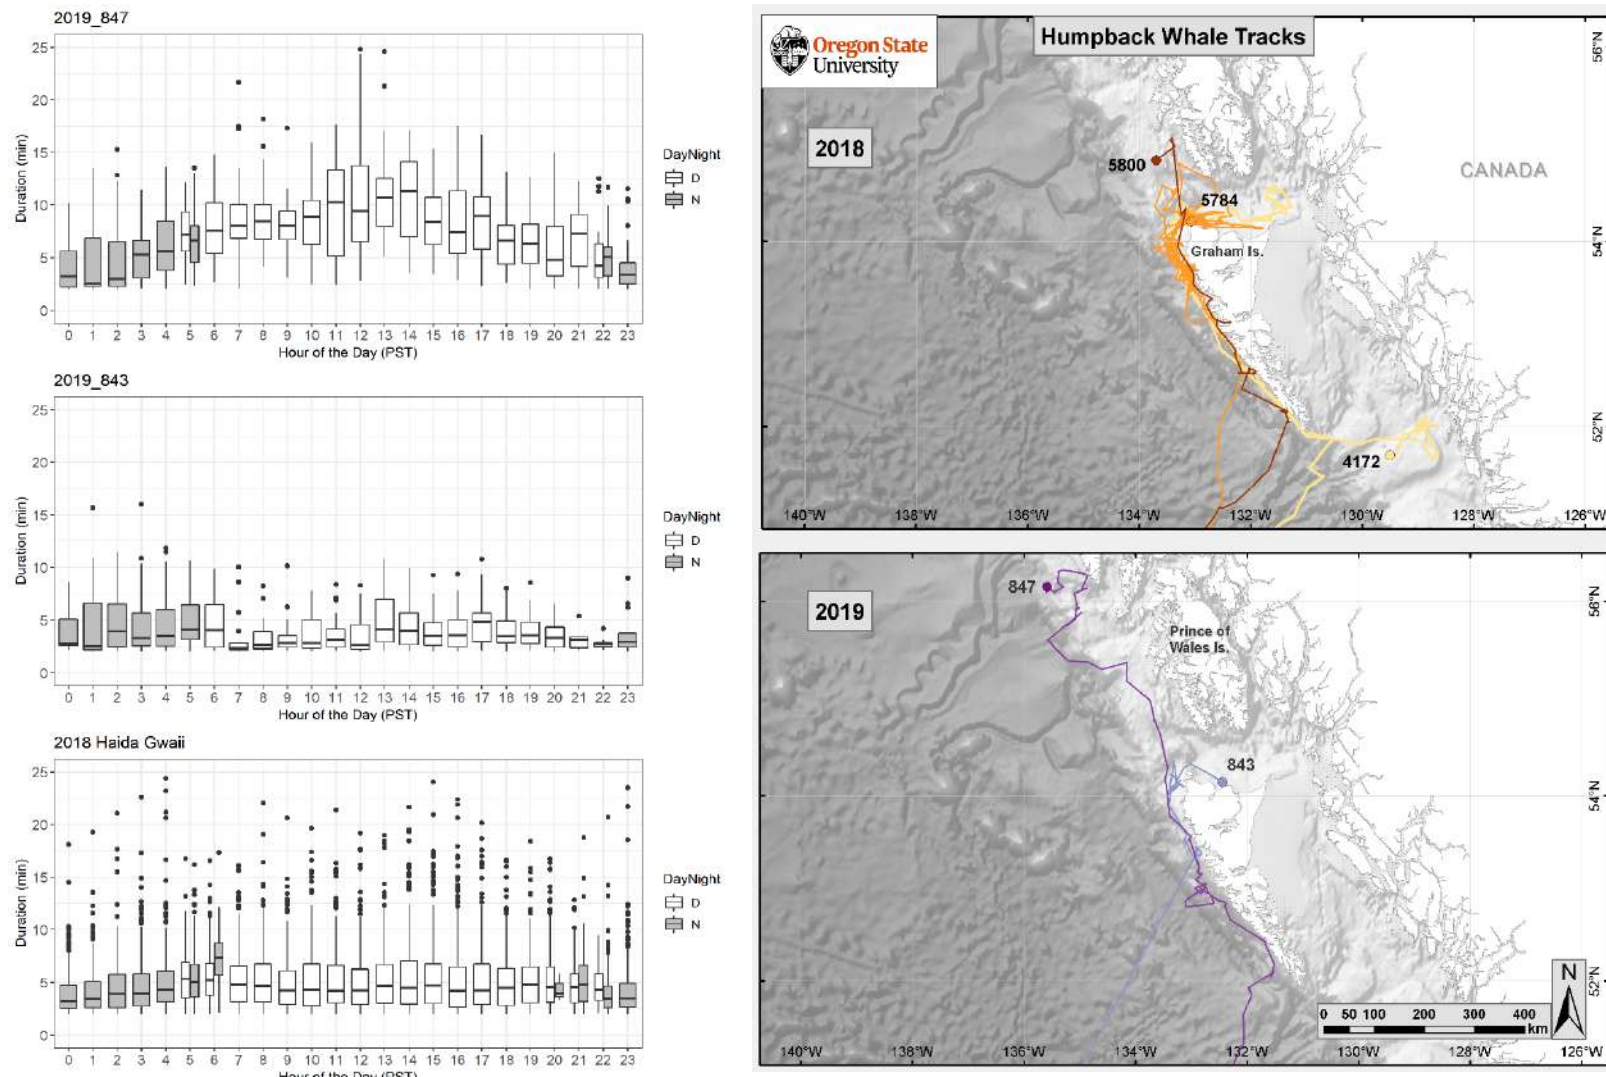 2019_847
25
20
15
10
5
0
Duration (min)
0 1 2 3 4 5 6 7 8 9 10 11 12 13 14 15 16 17 18 19 20 21 22 23
Hour of the Day (PST)
DayNight
D
N
2019_843
25
20
15
10
5
0
Duration (min)
0 1 2 3 4 5 6 7 8 9 10 11 12 13 14 15 16 17 18 19 20 21 22 23
Hour of the Day (PST)
DayNight
D
N
2018 Haida Gwaii
25
20
15
10
5
0
Duration (min)
0 1 2 3 4 5 6 7 8 9 10 11 12 13 14 15 16 17 18 19 20 21 22 23
Hour of the Day (PST)
DayNight
D
N
Oregon State
University
Humpback Whale Tracks
2018
5800
5784
CANADA
Graham Is.
4172
56°N
54°N
52°N
140°W 138°W 136°W 134°W 132°W 130°W 128°W 126°W
2019
847
Prince of
Wales Is.
843
56°N
54°N
52°N
N
0 50 100 200 300 400
km
140°W 138°W 136°W 134°W 132°W 130°W 128°W 126°W